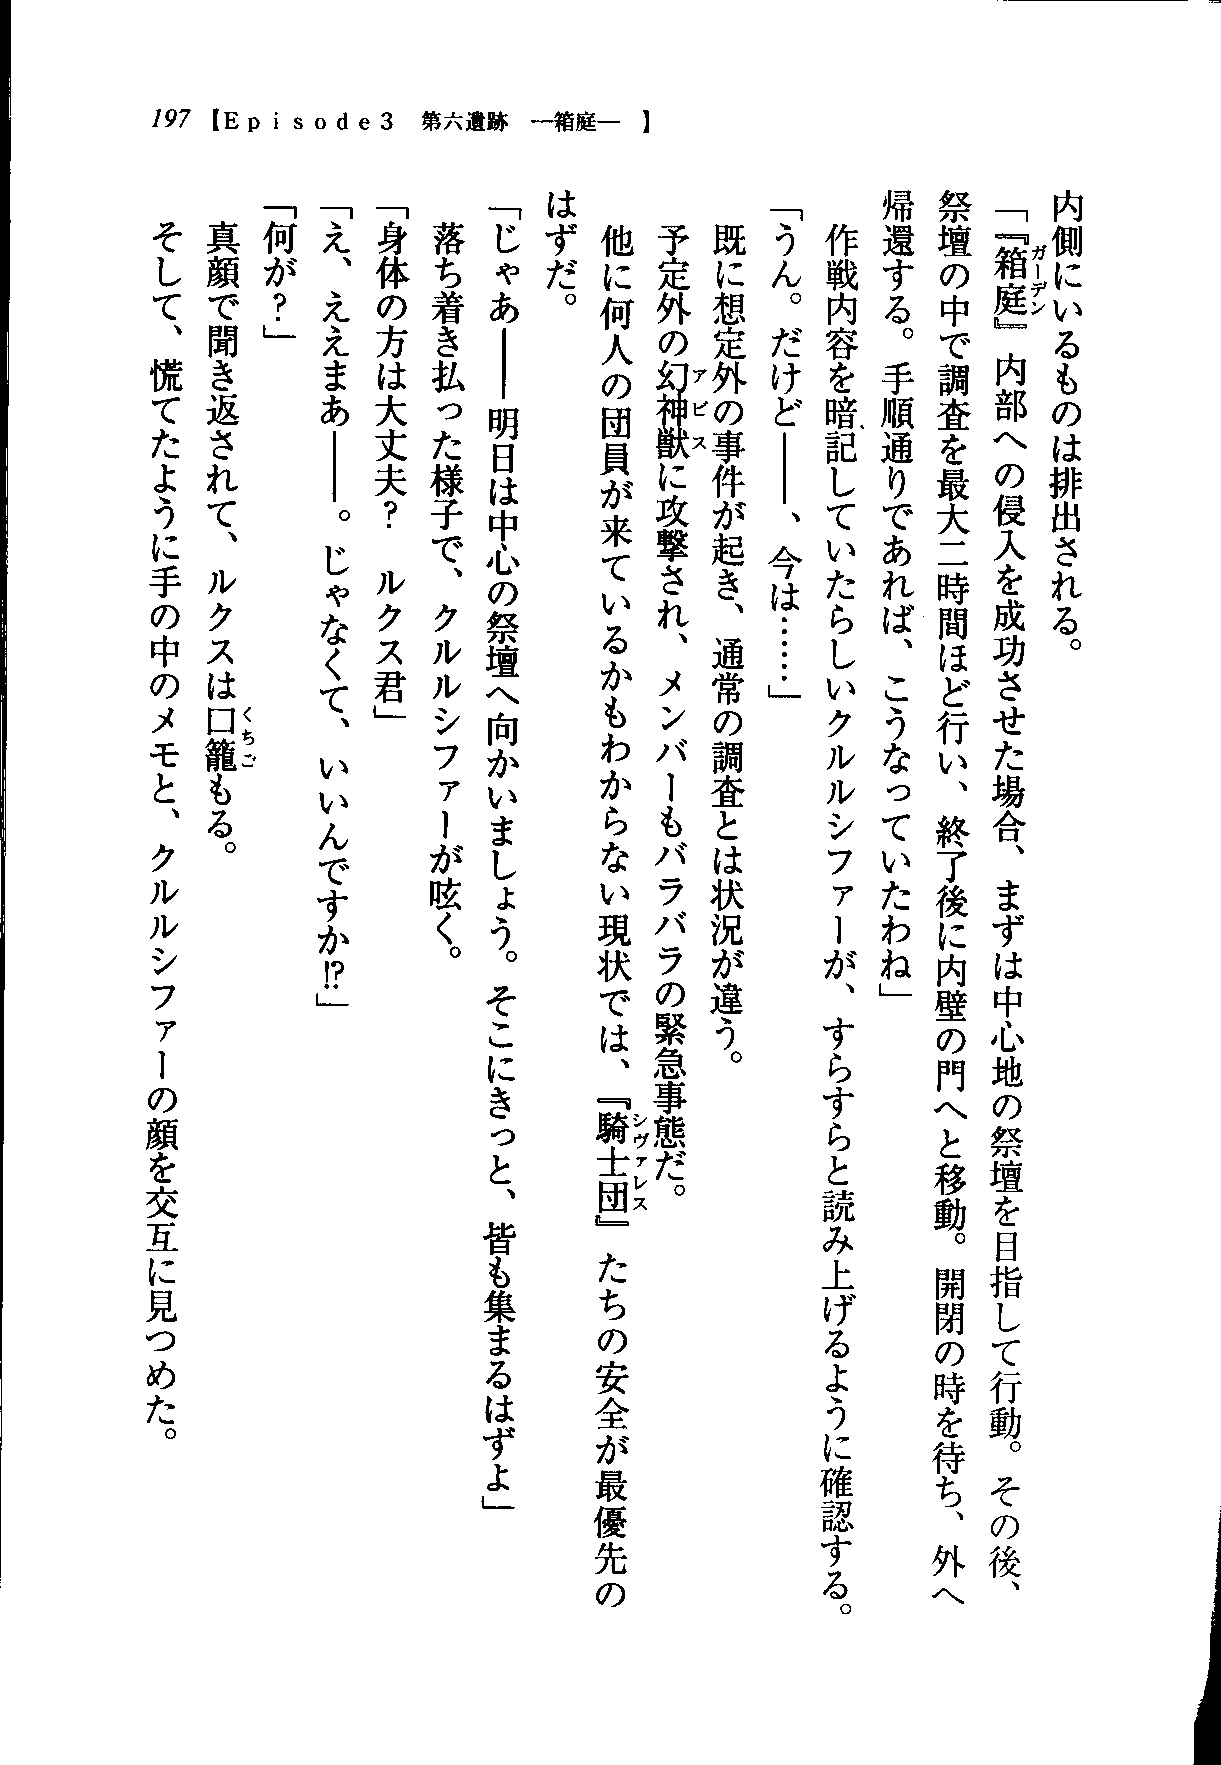 197 【Ｅｐｉｓｏｄｅ３　第六遺跡　―箱庭―　】
内側にいるものは排出される。
「『箱庭』内部への侵入を成功させた場合、まずは中心地の祭壇を目指して行動。その後、
ガーデン
祭壇の中で調査を最大二時間ほど行い、終了後に内壁の門へと移動。開閉の時を待ち、外へ
帰還する。手順通りであれば、こうなっていたわね」
　作戦内容を暗記していたらしいクルルシファーが、すらすらと読み上げるように確認する。
「うん。だけど――、今は……」
　既に想定外の事件が起き、通常の調査とは状況が違う。
　予定外の幻神獣に攻撃され、メンバーもバラバラの緊急事態だ。
アビス
　他に何人の団員が来ているかもわからない現状では、『騎士団』たちの安全が最優先の
シヴァレス
はずだ。
「じゃあ――明日は中心の祭壇へ向かいましょう。そこにきっと、皆も集まるはずよ」
　落ち着き払った様子で、クルルシファーが呟く。
「身体の方は大丈夫？　ルクス君」
「え、ええまあ――。じゃなくて、いいんですか!?」
「何が？」
　真顔で聞き返されて、ルクスは口籠もる。
くちご
　そして、慌てたように手の中のメモと、クルルシファーの顔を交互に見つめた。